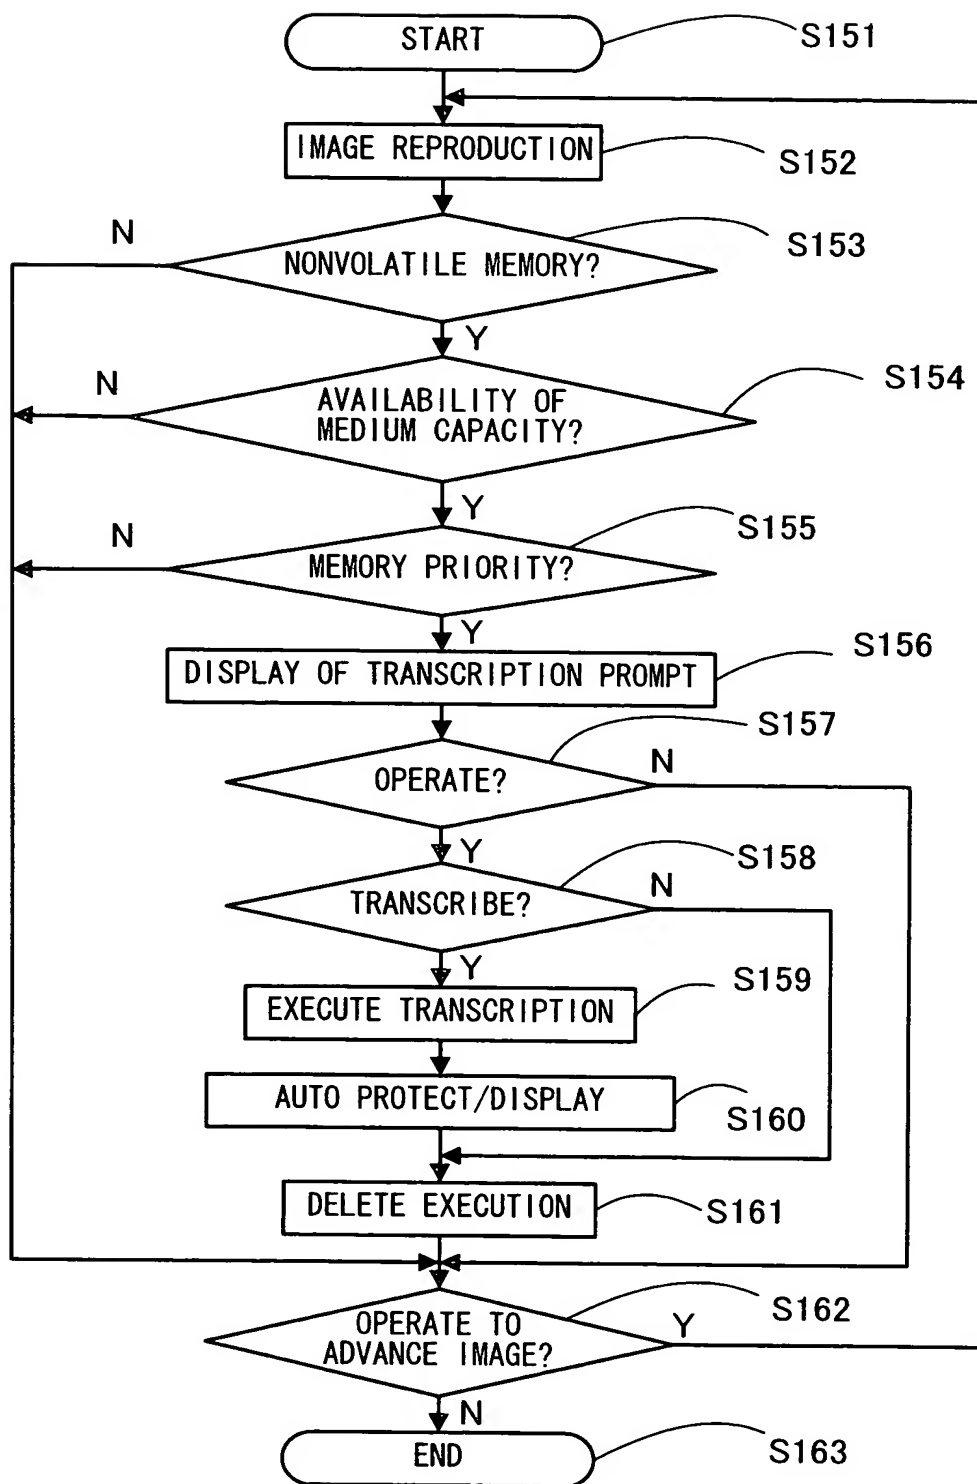 START
S151
IMAGE REPRODUCTION
S152
N
NONVOLATILE MEMORY?
S153
Y
N
AVAILABILITY OF
MEDIUM CAPACITY?
S154
Y
N
MEMORY PRIORITY?
S155
Y
DISPLAY OF TRANSCRIPTION PROMPT
S156
OPERATE?
S157
N
Y
TRANSCRIBE?
S158
N
Y
EXECUTE TRANSCRIPTION
S159
AUTO PROTECT/DISPLAY
S160
DELETE EXECUTION
S161
OPERATE TO
ADVANCE IMAGE?
S162
Y
N
END
S163